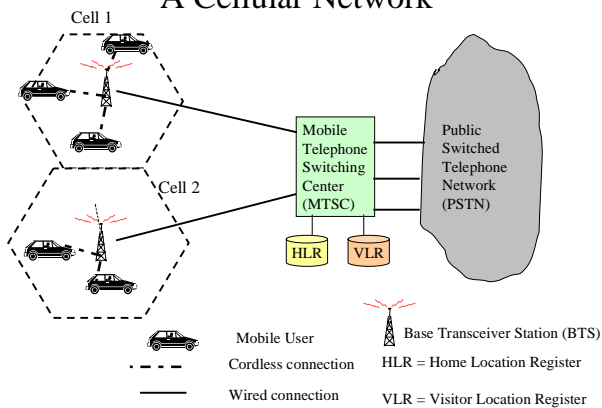 A Cellular Network
Cell 1
Mobile
Telephone
Switching
Center
(MTSC)
Public
Switched
Telephone
Network
(PSTN)
Cell 2
HLR
VLR
Mobile User
Base Transceiver Station (BTS)
Cordless connection
HLR = Home Location Register
Wired connection
VLR = Visitor Location Register